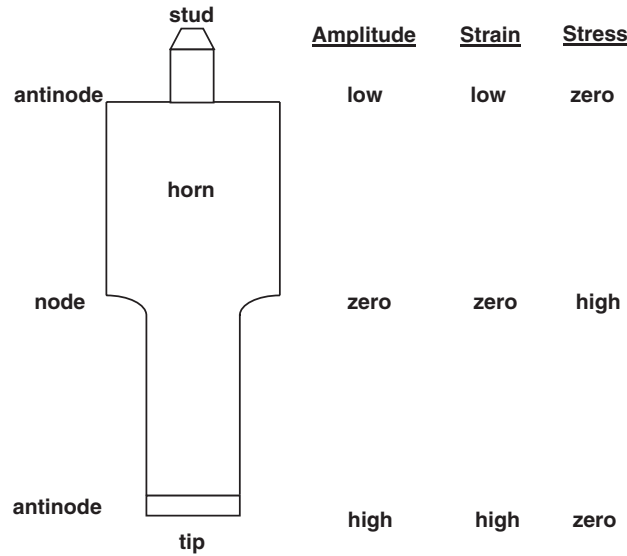 stud
Amplitude Strain Stress
antinode low low zero
horn
node zero zero high
antinode
high high zero
tip